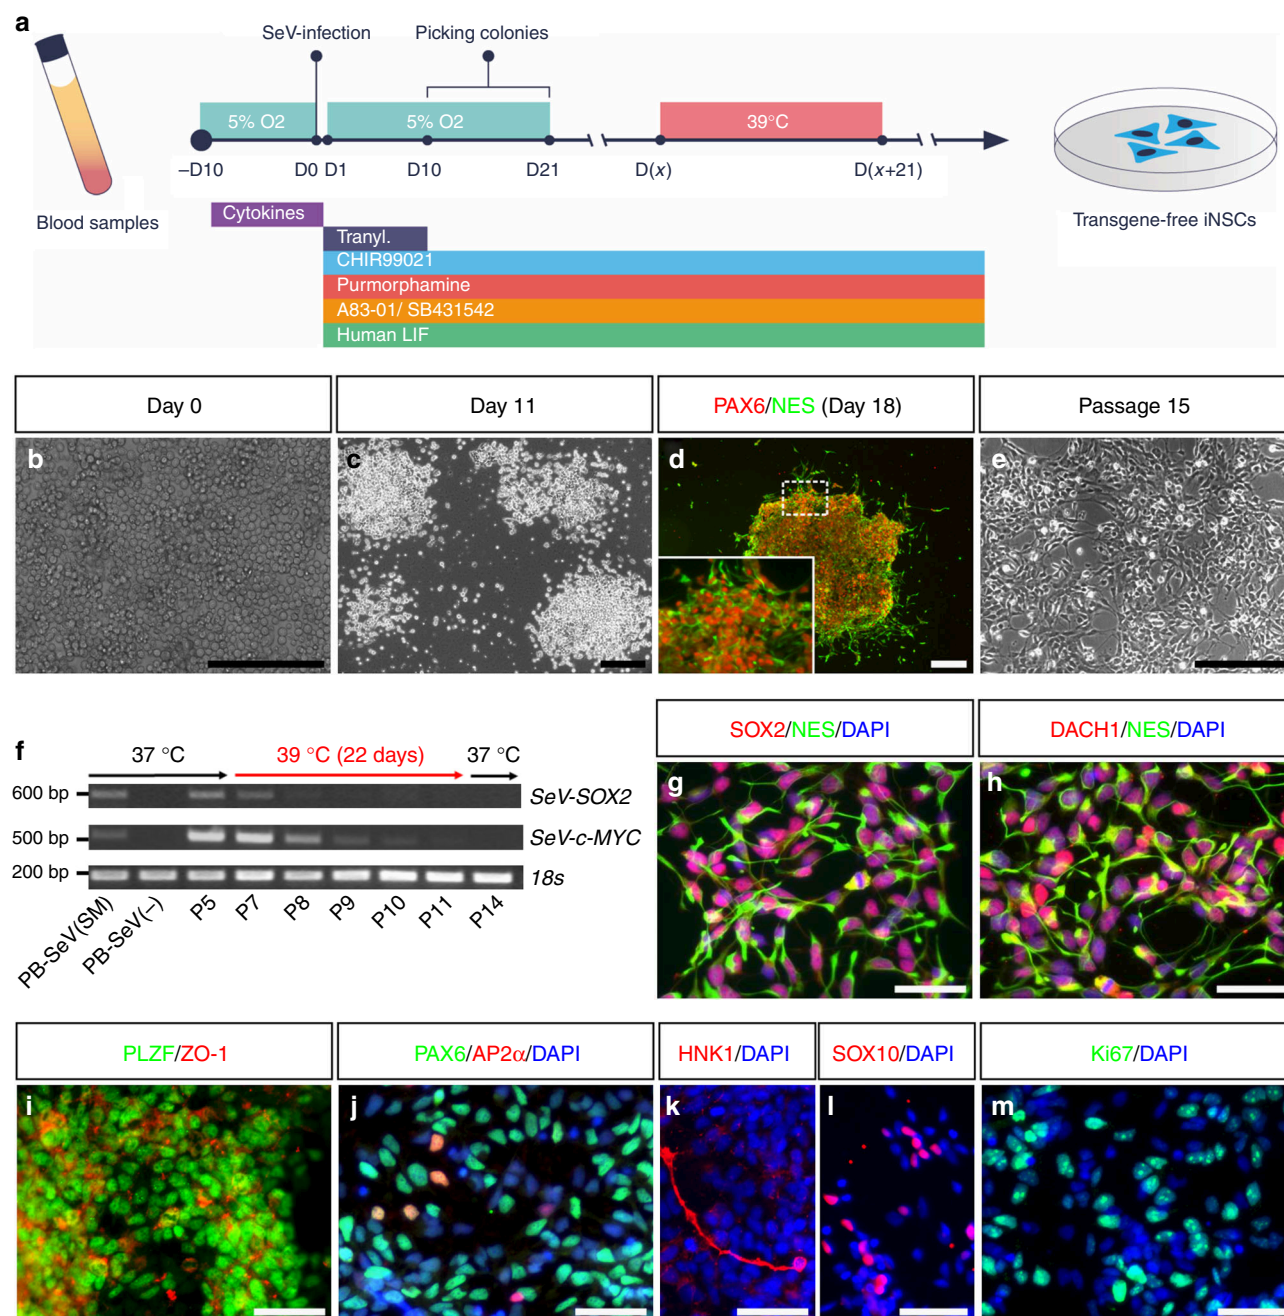 a
SeV-infection
Picking colonies
5% O2
5% O2
39°C
–D10
D0 D1
D10
D21
D(x)
D(x+21)
Blood samples
Transgene-free iNSCs
Cytokines
Tranyl.
CHIR99021
Purmorphamine
A83-01/ SB431542
Human LIF
Day 0
Day 11
PAX6/NES (Day 18)
Passage 15
b
c
d
e
f
37 °C
39 °C (22 days)
37 °C
600 bp
SeV-SOX2
500 bp
SeV-c-MYC
200 bp
18s
PB-SeV(SM)
PB-SeV(–)
P5
P7
P8
P9
P10
P11
P14
SOX2/NES/DAPI
DACH1/NES/DAPI
g
h
PLZF/ZO-1
PAX6/AP2α/DAPI
HNK1/DAPI
SOX10/DAPI
Ki67/DAPI
i
j
k
l
m